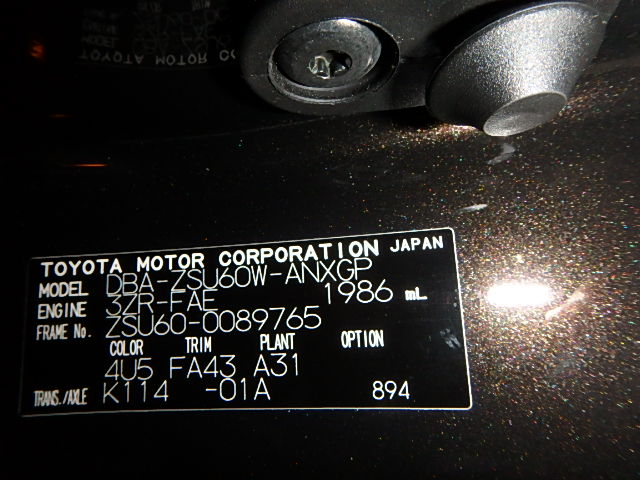 TOYOTA MOTOR CORPORATION JAPAN
MODEL DBA-ZSU60W-ANXGP
ENGINE 3ZR-FAE 1986 mL
FRAME No. ZSU60-0089765
COLOR TRIM PLANT OPTION
4U5 FA43 A31
TRANS./AXLE K114 -01A 894